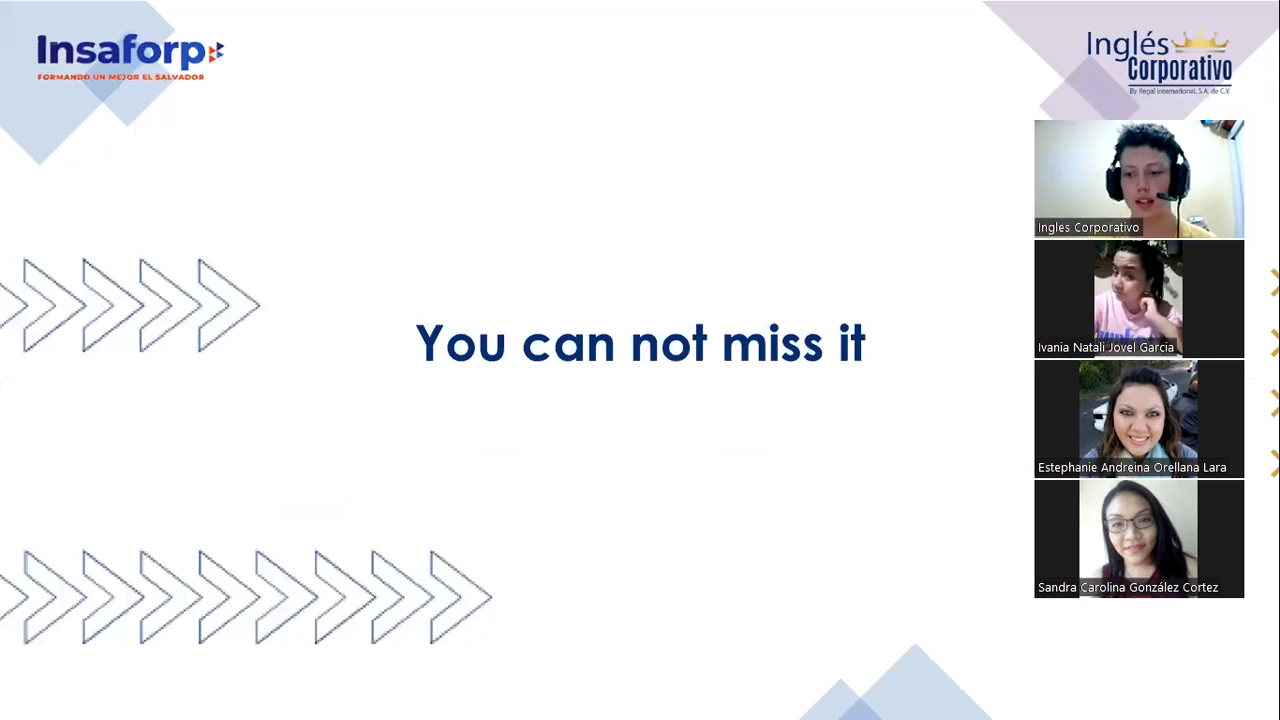 Insaforp
FORMANDO UN MEJOR EL SALVADOR
Inglés
Corporativo
By Regal International, S.A. de C.V
You can not miss it
Ingles Corporativo
Ivania Natali Jovel Garcia
Estephanie Andreina Orellana Lara
Sandra Carolina González Cortez